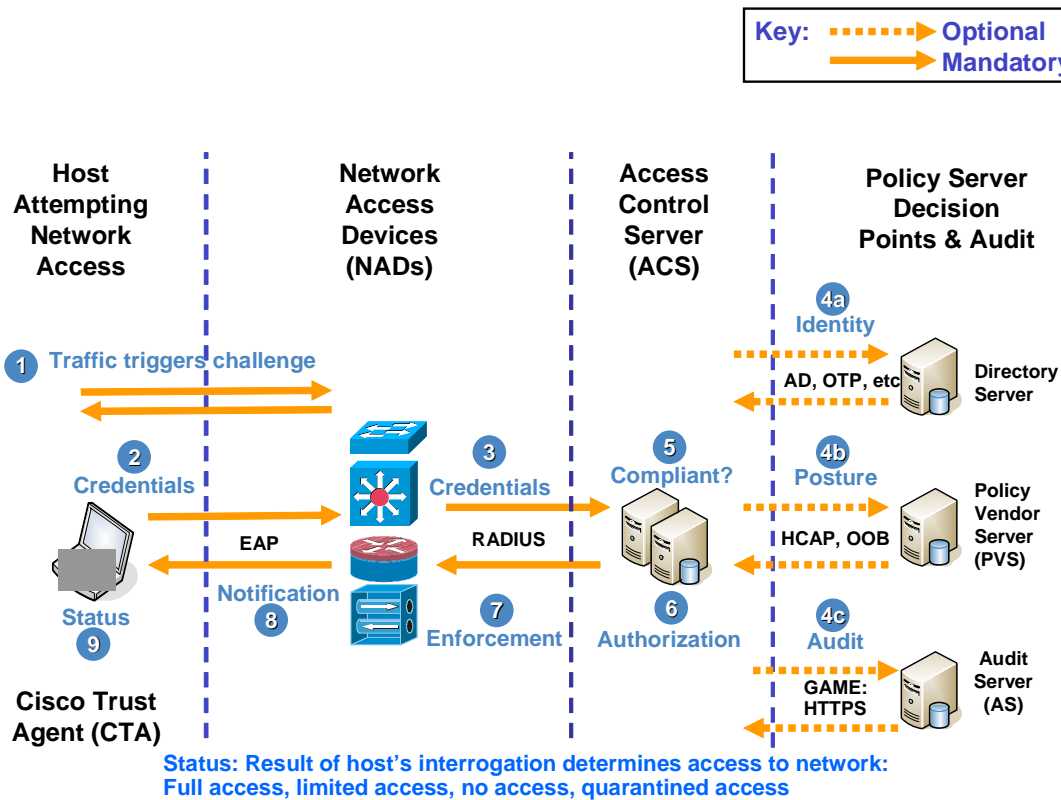 Key: Optional
Mandatory
Host
Attempting
Network
Access
Network
Access
Devices
(NADs)
Access
Control
Server
(ACS)
Policy Server
Decision
Points & Audit
1 Traffic triggers challenge
4a
Identity
AD, OTP, etc
Directory
Server
2
Credentials
3
Credentials
5
Compliant?
4b
Posture
Policy
Vendor
Server
(PVS)
EAP
RADIUS
HCAP, OOB
Notification
8
7
Enforcement
6
Authorization
Status
9
4c
Audit
GAME:
HTTPS
Audit
Server
(AS)
Cisco Trust
Agent (CTA)
Status: Result of host's interrogation determines access to network:
Full access, limited access, no access, quarantined access